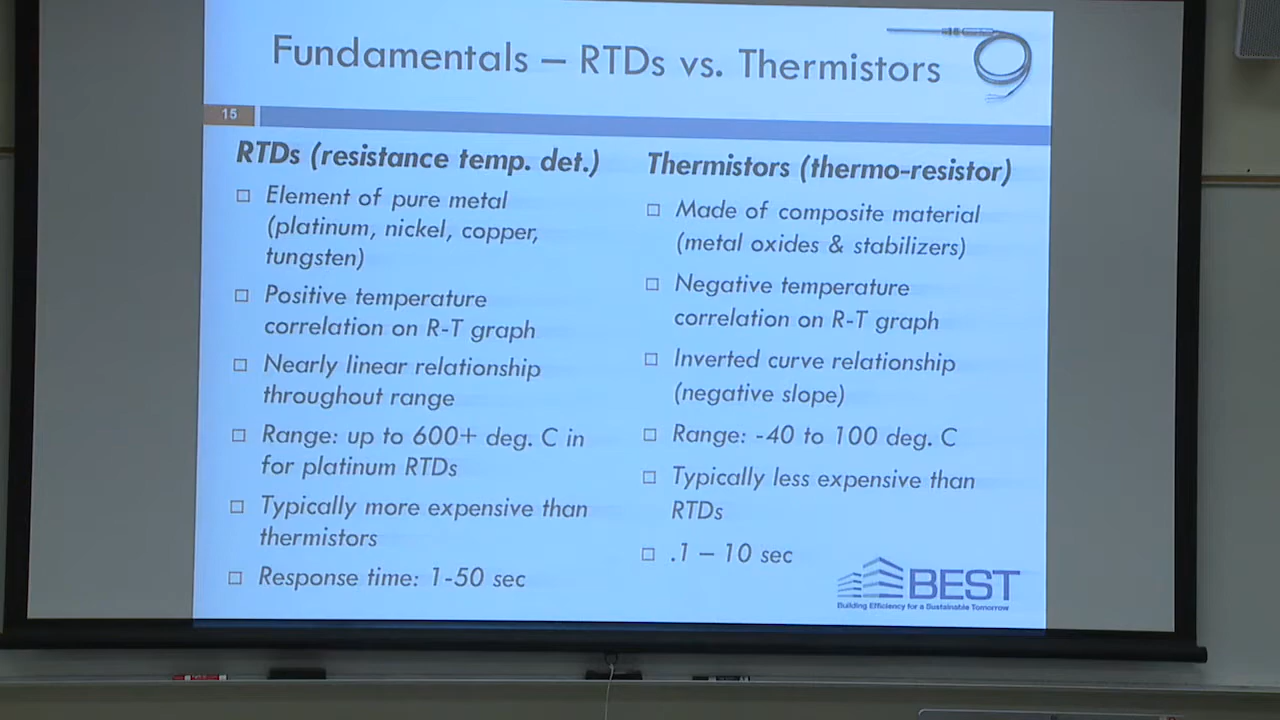 Fundamentals – RTDs vs. Thermistors
15
RTDs (resistance temp. det.)
Element of pure metal
(platinum, nickel, copper,
tungsten)
Positive temperature
correlation on R-T graph
Nearly linear relationship
throughout range
Range: up to 600+ deg. C in
for platinum RTDs
Typically more expensive than
thermistors
Response time: 1-50 sec
Thermistors (thermo-resistor)
Made of composite material
(metal oxides & stabilizers)
Negative temperature
correlation on R-T graph
Inverted curve relationship
(negative slope)
Range: -40 to 100 deg. C
Typically less expensive than
RTDs
.1 – 10 sec
BEST
Building Efficiency for a Sustainable Tomorrow